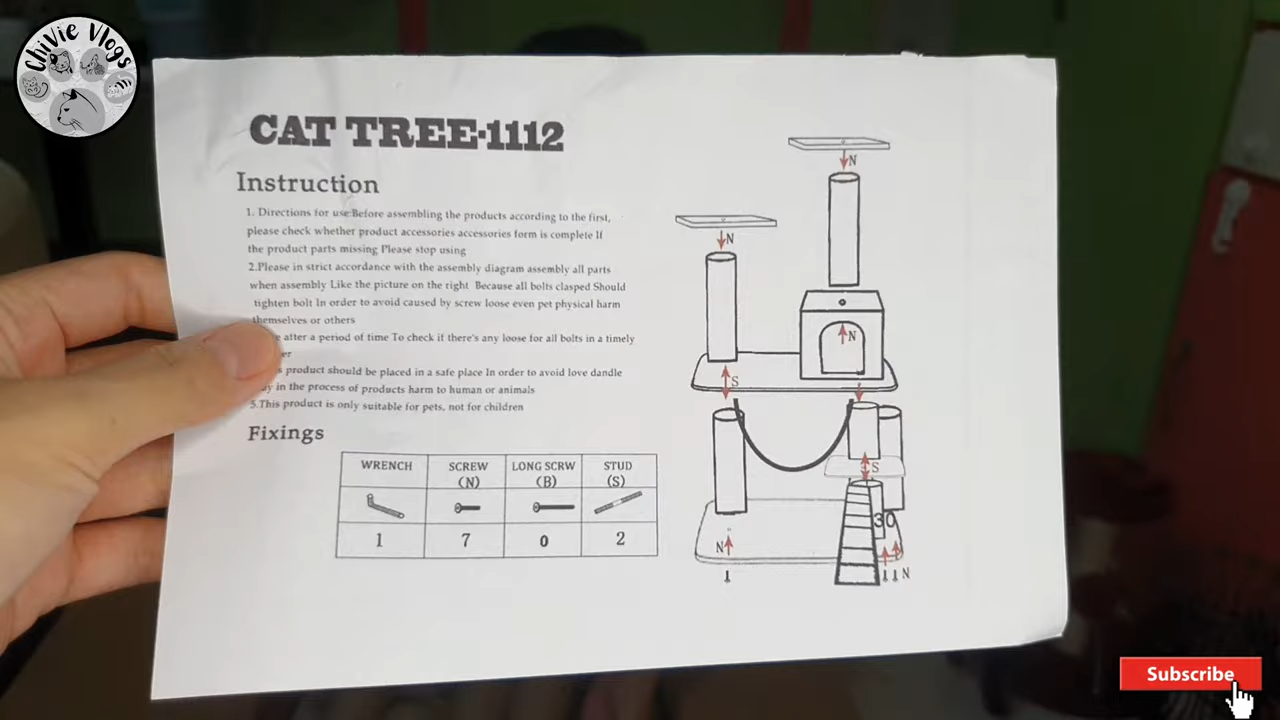 ChiVie Vlogs
CAT TREE-1112
Instruction
1. Directions for use:Before assembling the products according to the first,
please check whether product accessories accessories form is complete If
the product parts missing Please stop using
2.Please in strict accordance with the assembly diagram assembly all parts
when assembly Like the picture on the right Because all bolts clasped Should
tighten bolt In order to avoid caused by screw loose even pet physical harm
themselves or others
after a period of time To check if there's any loose for all bolts in a timely
product should be placed in a safe place In order to avoid love dandle
in the process of products harm to human or animals
5.This product is only suitable for pets, not for children
Fixings
WRENCH SCREW (N) LONG SCRW (B) STUD (S)
1 7 0 2
N
N
N
S
S
30
N
N
Subscribe